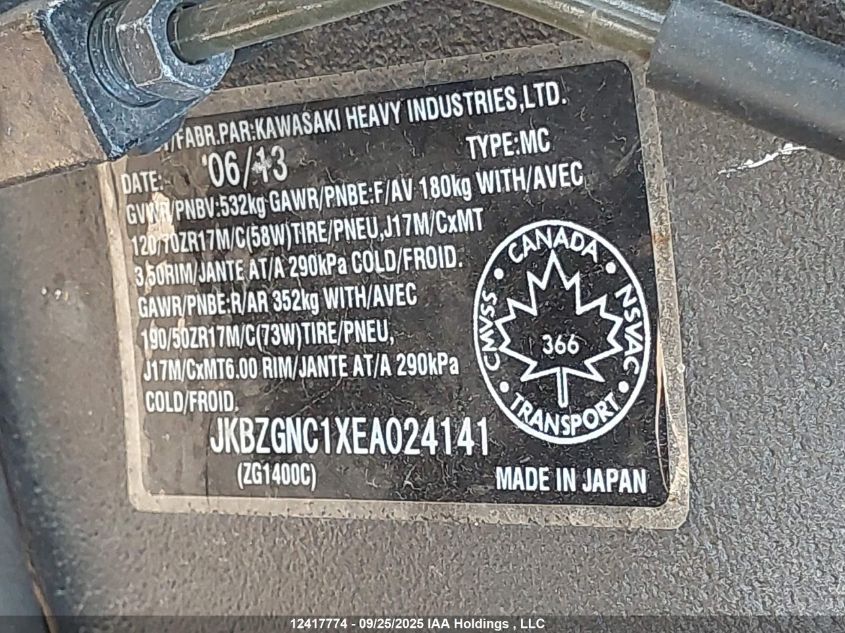 /FABR.PAR:KAWASAKI HEAVY INDUSTRIES,LTD.
DATE: 06/13 TYPE:MC
GVWR/PNBV:532kg GAWR/PNBE:F/AV 180kg WITH/AVEC
120/70ZR17M/C(58W)TIRE/PNEU,J17M/CxMT
3.50RIM/JANTE AT/A 290kPa COLD/FROID.
GAWR/PNBE:R/AR 352kg WITH/AVEC
190/50ZR17M/C(73W)TIRE/PNEU,
J17M/CxMT6.00 RIM/JANTE AT/A 290kPa
COLD/FROID.
JKBZGNC1XEA024141
(ZG1400C)
MADE IN JAPAN
CANADA
CMVSS
NSVAC
366
TRANSPORT
12417774 - 09/25/2025 IAA Holdings , LLC